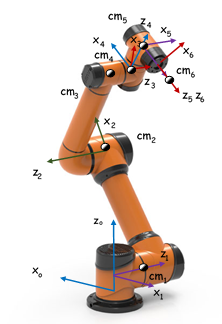 cm₅
z₄
x₅
x₄
x₆
cm₄
cm₆
z₃
cm₃
z₅ z₆
x₂
cm₂
z₂
z₀
z₁
x₀
cm₁
x₁